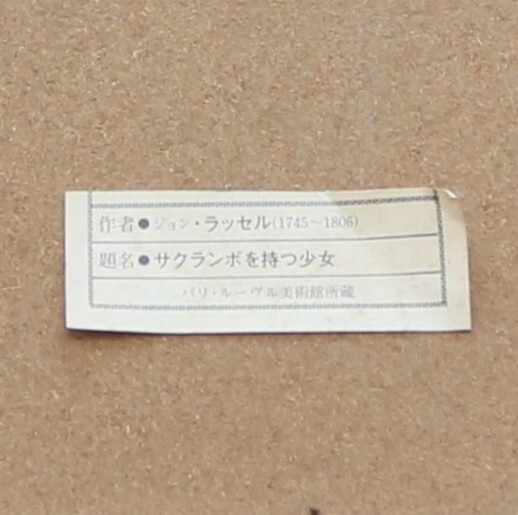 作者●ジョン・ラッセル(1745〜1806)
題名●サクランボを持つ少女
パリ・ルーヴル美術館所蔵